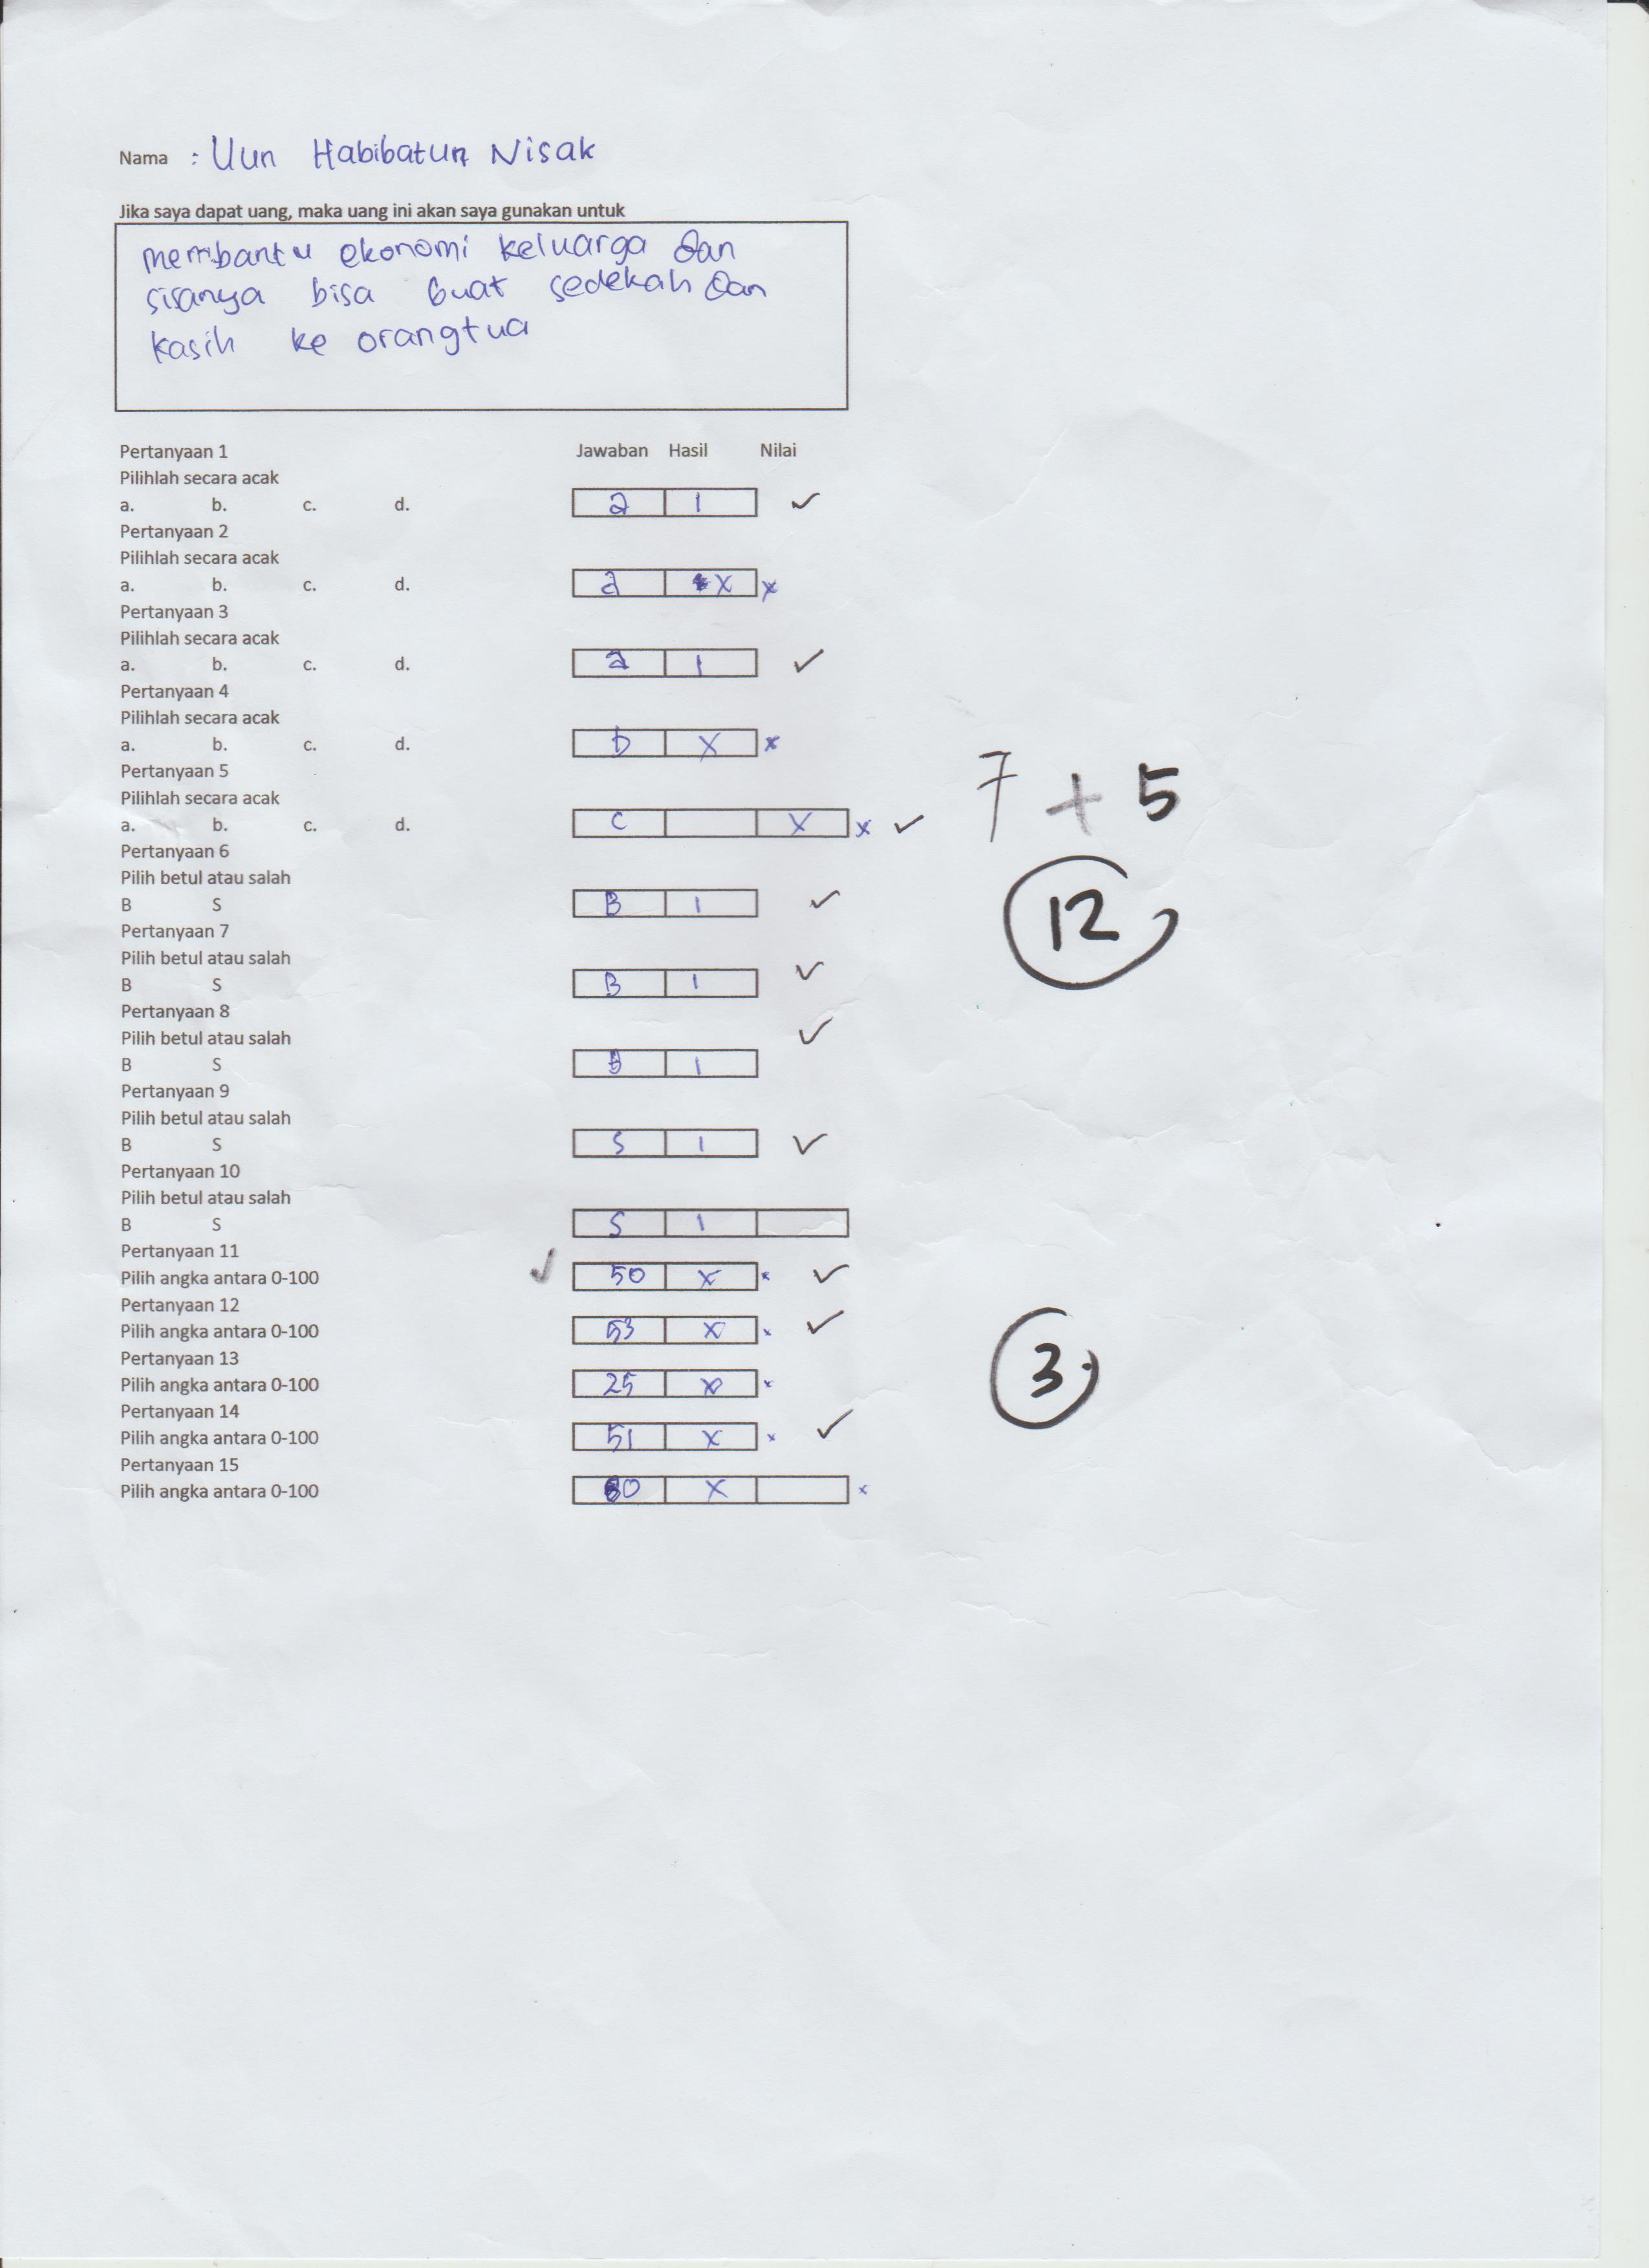 Nama : Uun Habibatun Nisak
Jika saya dapat uang, maka uang ini akan saya gunakan untuk
membantu ekonomi keluarga dan
sisanya bisa buat sedekah dan
kasih ke orangtua
Pertanyaan 1 Jawaban Hasil Nilai
Pilihlah secara acak
a. b. c. d. a 1 ✓
Pertanyaan 2
Pilihlah secara acak
a. b. c. d. a x x
Pertanyaan 3
Pilihlah secara acak
a. b. c. d. a 1 ✓
Pertanyaan 4
Pilihlah secara acak
a. b. c. d. b x x
Pertanyaan 5
Pilihlah secara acak
a. b. c. d. c x x ✓
7 + 5
Pertanyaan 6
Pilih betul atau salah
B S B 1 ✓
12
Pertanyaan 7
Pilih betul atau salah
B S B 1 ✓
Pertanyaan 8
Pilih betul atau salah
B S B 1 ✓
Pertanyaan 9
Pilih betul atau salah
B S S 1 ✓
Pertanyaan 10
Pilih betul atau salah
B S S 1
Pertanyaan 11
Pilih angka antara 0-100 ✓ 50 x x ✓
Pertanyaan 12
Pilih angka antara 0-100 53 x x ✓
Pertanyaan 13
Pilih angka antara 0-100 25 x x
3
Pertanyaan 14
Pilih angka antara 0-100 51 x x ✓
Pertanyaan 15
Pilih angka antara 0-100 80 x x